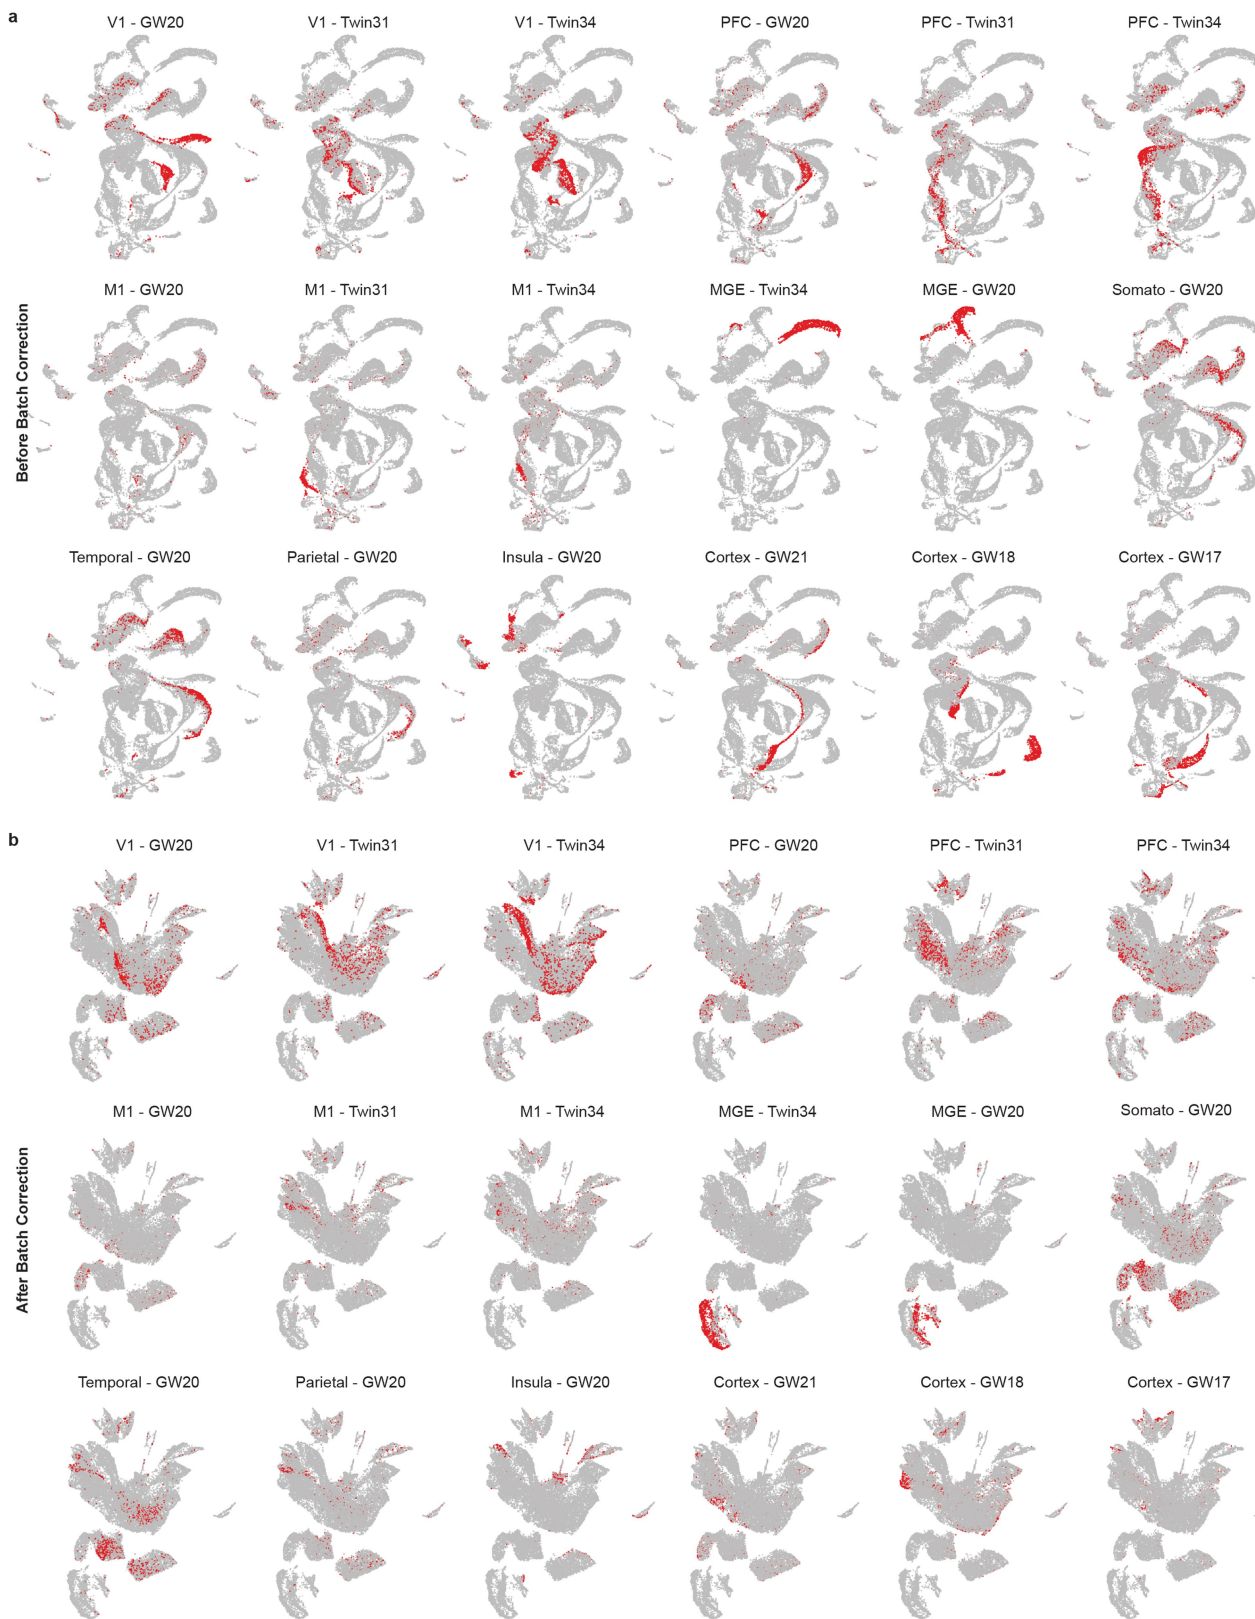 a
V1 - GW20
V1 - Twin31
V1 - Twin34
PFC - GW20
PFC - Twin31
PFC - Twin34
Before Batch Correction
M1 - GW20
M1 - Twin31
M1 - Twin34
MGE - Twin34
MGE - GW20
Somato - GW20
Temporal - GW20
Parietal - GW20
Insula - GW20
Cortex - GW21
Cortex - GW18
Cortex - GW17
b
V1 - GW20
V1 - Twin31
V1 - Twin34
PFC - GW20
PFC - Twin31
PFC - Twin34
After Batch Correction
M1 - GW20
M1 - Twin31
M1 - Twin34
MGE - Twin34
MGE - GW20
Somato - GW20
Temporal - GW20
Parietal - GW20
Insula - GW20
Cortex - GW21
Cortex - GW18
Cortex - GW17